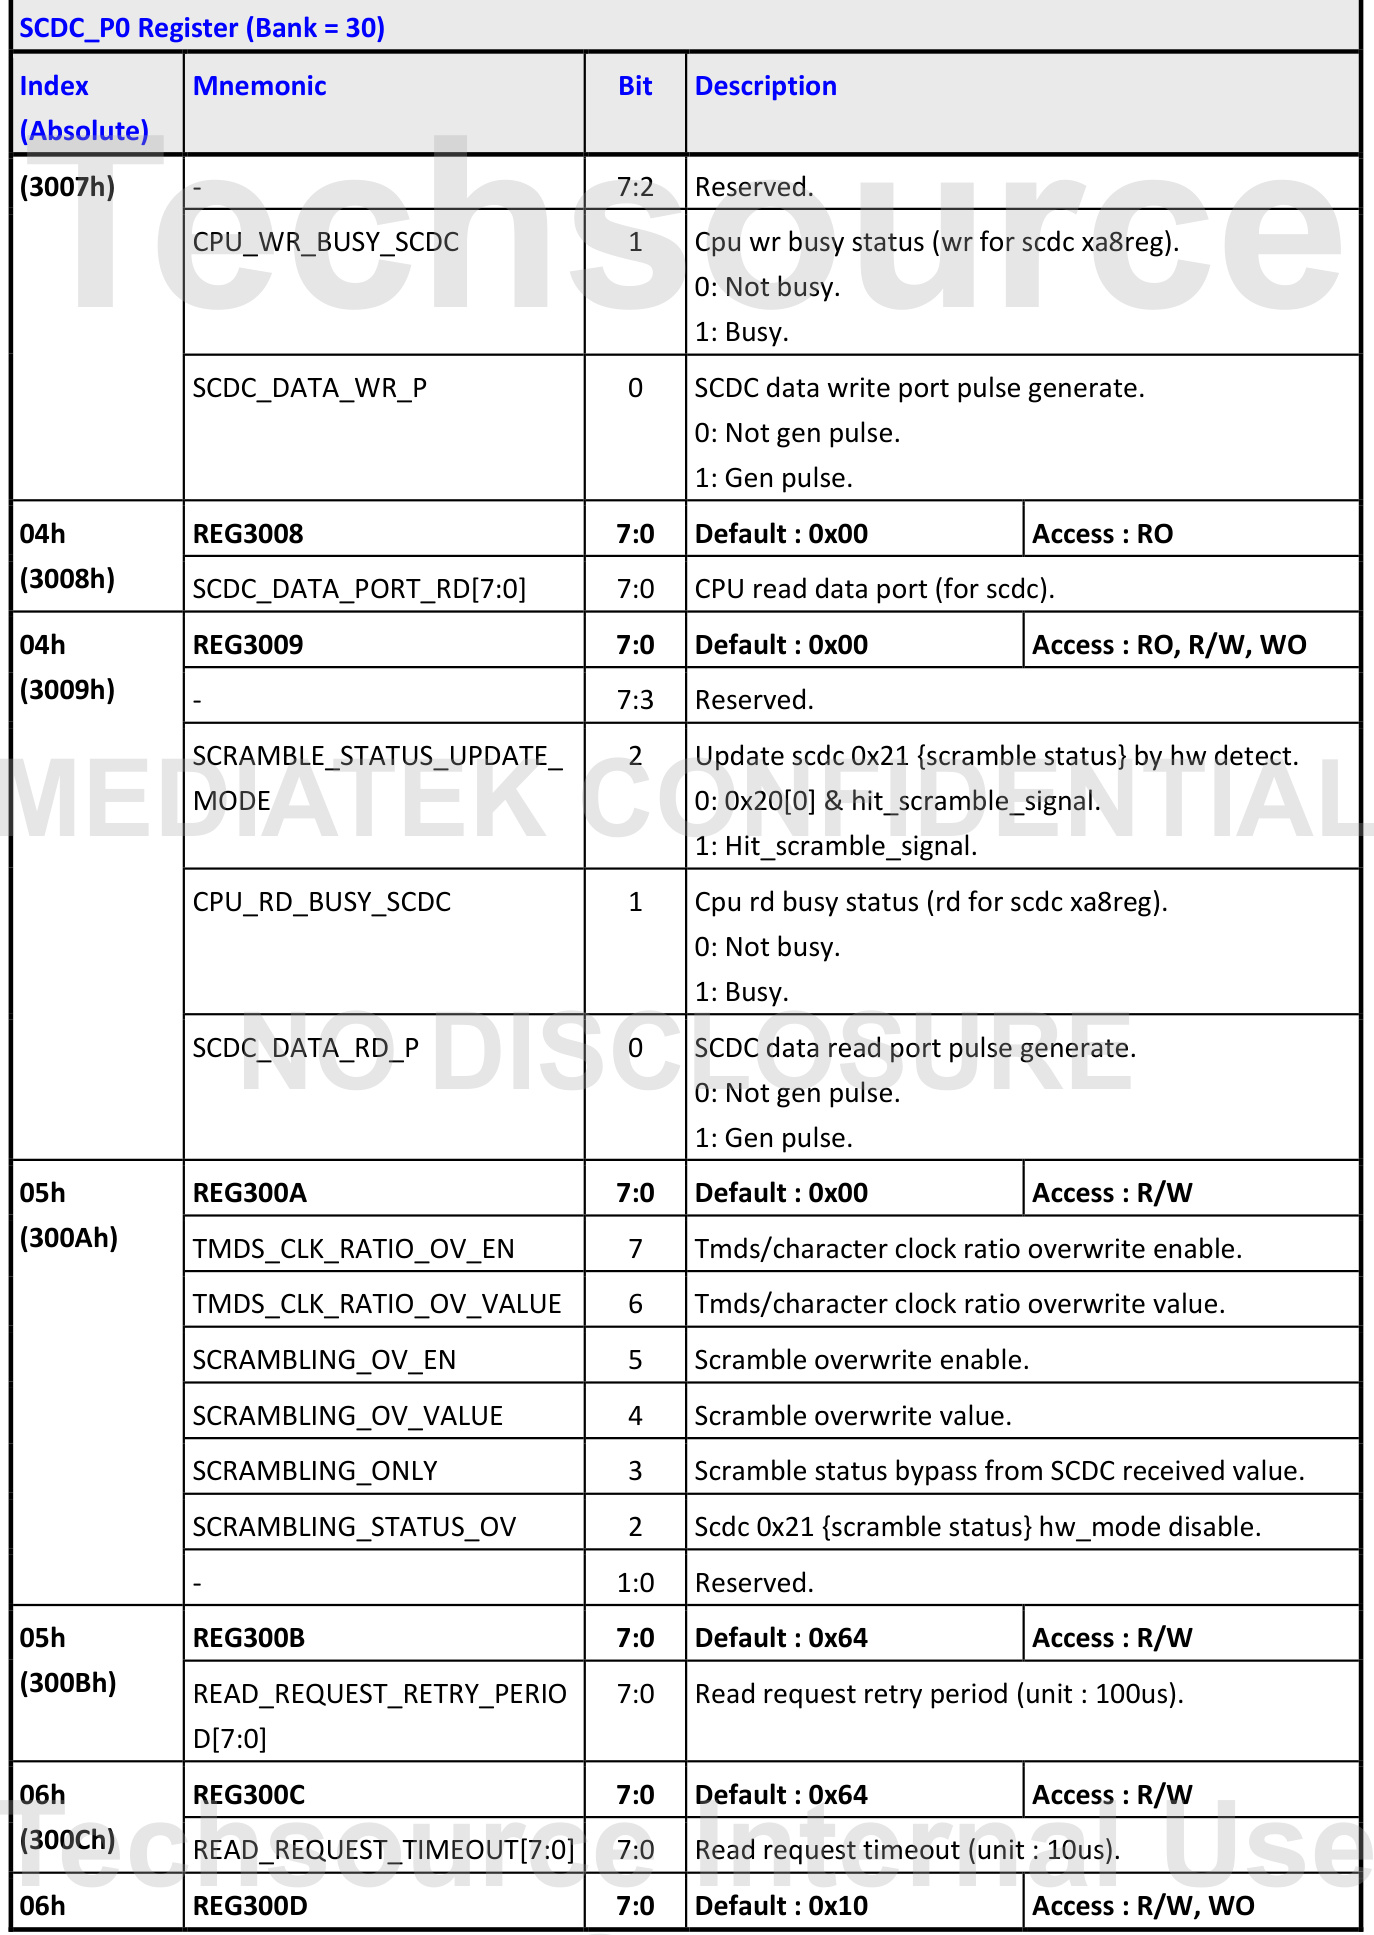 SCDC_P0 Register (Bank = 30)
Index
(Absolute)
Mnemonic
Bit
Description
(3007h)
-
7:2
Reserved.
CPU_WR_BUSY_SCDC
1
Cpu wr busy status (wr for scdc xa8reg).
0: Not busy.
1: Busy.
SCDC_DATA_WR_P
0
SCDC data write port pulse generate.
0: Not gen pulse.
1: Gen pulse.
04h
(3008h)
REG3008
7:0
Default : 0x00
Access : RO
SCDC_DATA_PORT_RD[7:0]
7:0
CPU read data port (for scdc).
04h
(3009h)
REG3009
7:0
Default : 0x00
Access : RO, R/W, WO
-
7:3
Reserved.
SCRAMBLE_STATUS_UPDATE_
MODE
2
Update scdc 0x21 {scramble status} by hw detect.
0: 0x20[0] & hit_scramble_signal.
1: Hit_scramble_signal.
CPU_RD_BUSY_SCDC
1
Cpu rd busy status (rd for scdc xa8reg).
0: Not busy.
1: Busy.
SCDC_DATA_RD_P
0
SCDC data read port pulse generate.
0: Not gen pulse.
1: Gen pulse.
05h
(300Ah)
REG300A
7:0
Default : 0x00
Access : R/W
TMDS_CLK_RATIO_OV_EN
7
Tmds/character clock ratio overwrite enable.
TMDS_CLK_RATIO_OV_VALUE
6
Tmds/character clock ratio overwrite value.
SCRAMBLING_OV_EN
5
Scramble overwrite enable.
SCRAMBLING_OV_VALUE
4
Scramble overwrite value.
SCRAMBLING_ONLY
3
Scramble status bypass from SCDC received value.
SCRAMBLING_STATUS_OV
2
Scdc 0x21 {scramble status} hw_mode disable.
-
1:0
Reserved.
05h
(300Bh)
REG300B
7:0
Default : 0x64
Access : R/W
READ_REQUEST_RETRY_PERIO
D[7:0]
7:0
Read request retry period (unit : 100us).
06h
(300Ch)
REG300C
7:0
Default : 0x64
Access : R/W
READ_REQUEST_TIMEOUT[7:0]
7:0
Read request timeout (unit : 10us).
06h
REG300D
7:0
Default : 0x10
Access : R/W, WO
Techsource
MEDIATEK CONFIDENTIAL
NO DISCLOSURE
Techsource Internal Use